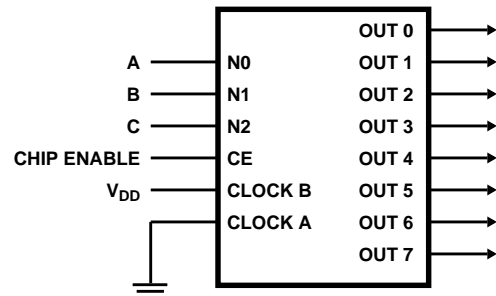 OUT 0
A N0 OUT 1
B N1 OUT 2
C N2 OUT 3
CHIP ENABLE CE OUT 4
VDD CLOCK B OUT 5
CLOCK A OUT 6
OUT 7